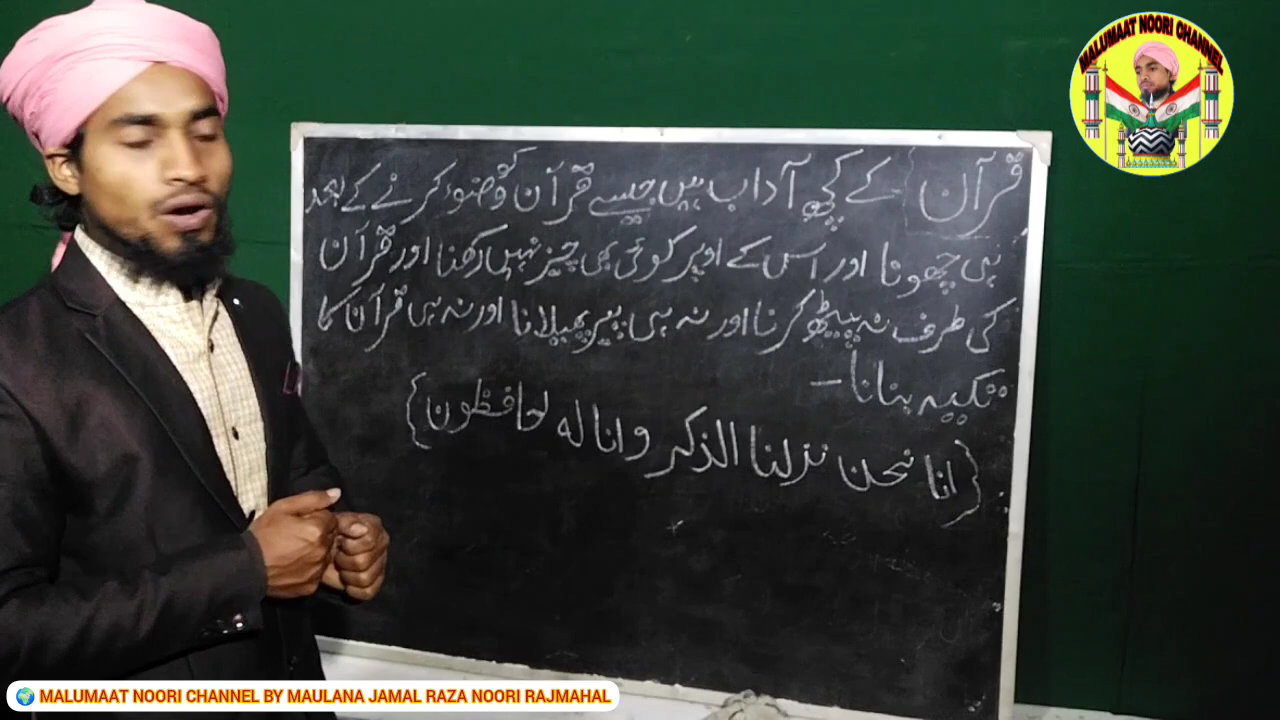 MALUMAAT NOORI CHANNEL
قرآن کے کچھ آداب ہیں جیسے قرآن کو وضو کرنے کے بعد
ہی چھونا اور اس کے اوپر کوئی بھی چیز نہیں رکھنا اور قرآن
کی طرف نہ پیٹھ کرنا اور نہ ہی پیر پھیلانا اور نہ ہی قرآن کا
تکیہ بنانا۔
{انا نحن نزلنا الذکر وانا له لحافظون}
MALUMAAT NOORI CHANNEL BY MAULANA JAMAL RAZA NOORI RAJMAHAL